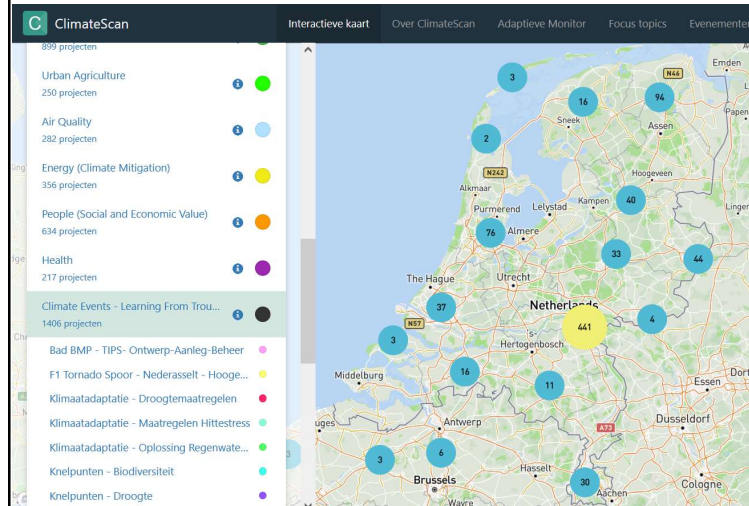 C ClimateScan
Interactieve kaart Over ClimateScan Adaptieve Monitor Focus topics Evenementen
899 projecten
Urban Agriculture
250 projecten
Air Quality
282 projecten
Energy (Climate Mitigation)
356 projecten
People (Social and Economic Value)
634 projecten
Health
217 projecten
Climate Events - Learning From Trou...
1406 projecten
Bad BMP - TIPS- Ontwerp-Aanleg-Beheer
F1 Tornado Spoor - Nederasselt - Hooge...
Klimaatadaptatie - Droogtemaatregelen
Klimaatadaptatie - Maatregelen Hittestress
Klimaatadaptatie - Oplossing Regenwate...
Knelpunten - Biodiversiteit
Knelpunten - Droogte
Emden
3
N46
16
94
Sneek
Assen
2
N242
Hoogeveen
Alkmaar
Purmerend
Lelystad
Kampen
40
76
Almere
33
44
The Hague
Utrecht
37
Netherlands
N57
441
4
3
's-
Hertogenbosch
Middelburg
16
11
Essen
A73
Dusseldorf
Antwerp
3
6
3
Hasselt
Brussels
30
Cologne
Aachen
Wavre